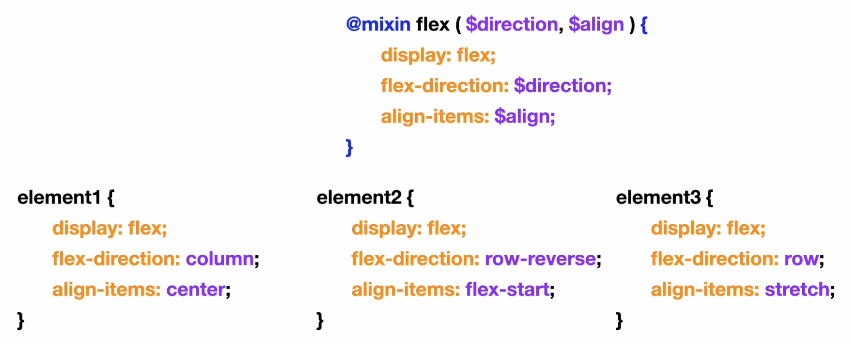 @mixin flex ( $direction, $align ) {
display: flex;
flex-direction: $direction;
align-items: $align;
}
element1 {
display: flex;
flex-direction: column;
align-items: center;
}
element2 {
display: flex;
flex-direction: row-reverse;
align-items: flex-start;
}
element3 {
display: flex;
flex-direction: row;
align-items: stretch;
}